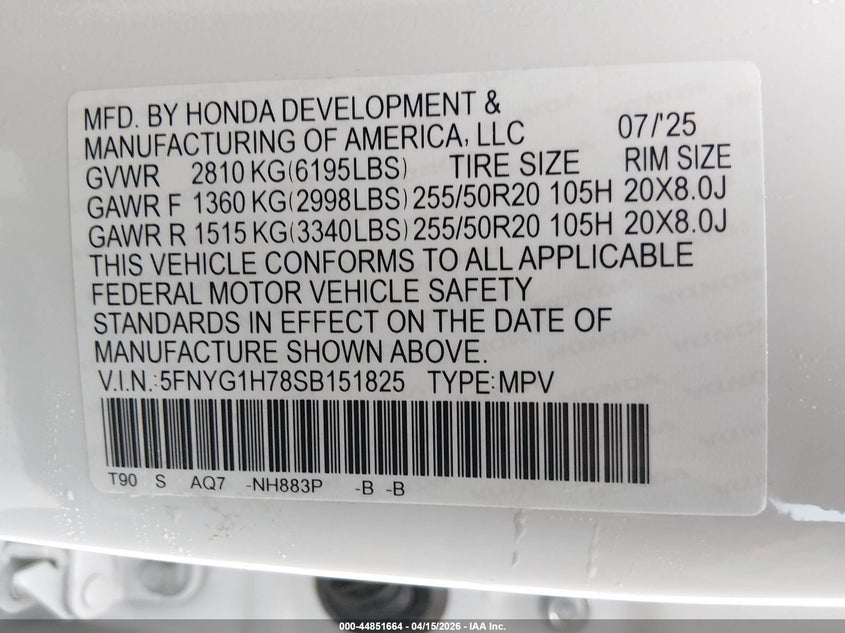 MFD. BY HONDA DEVELOPMENT &
MANUFACTURING OF AMERICA, LLC 07/'25
GVWR 2810 KG(6195LBS) TIRE SIZE RIM SIZE
GAWR F 1360 KG(2998LBS) 255/50R20 105H 20X8.0J
GAWR R 1515 KG(3340LBS) 255/50R20 105H 20X8.0J
THIS VEHICLE CONFORMS TO ALL APPLICABLE
FEDERAL MOTOR VEHICLE SAFETY
STANDARDS IN EFFECT ON THE DATE OF
MANUFACTURE SHOWN ABOVE.
V.I.N.:5FNYG1H78SB151825 TYPE:MPV
T90 S AQ7 -NH883P -B -B
000-44851664 - 04/15/2026 - IAA Inc.